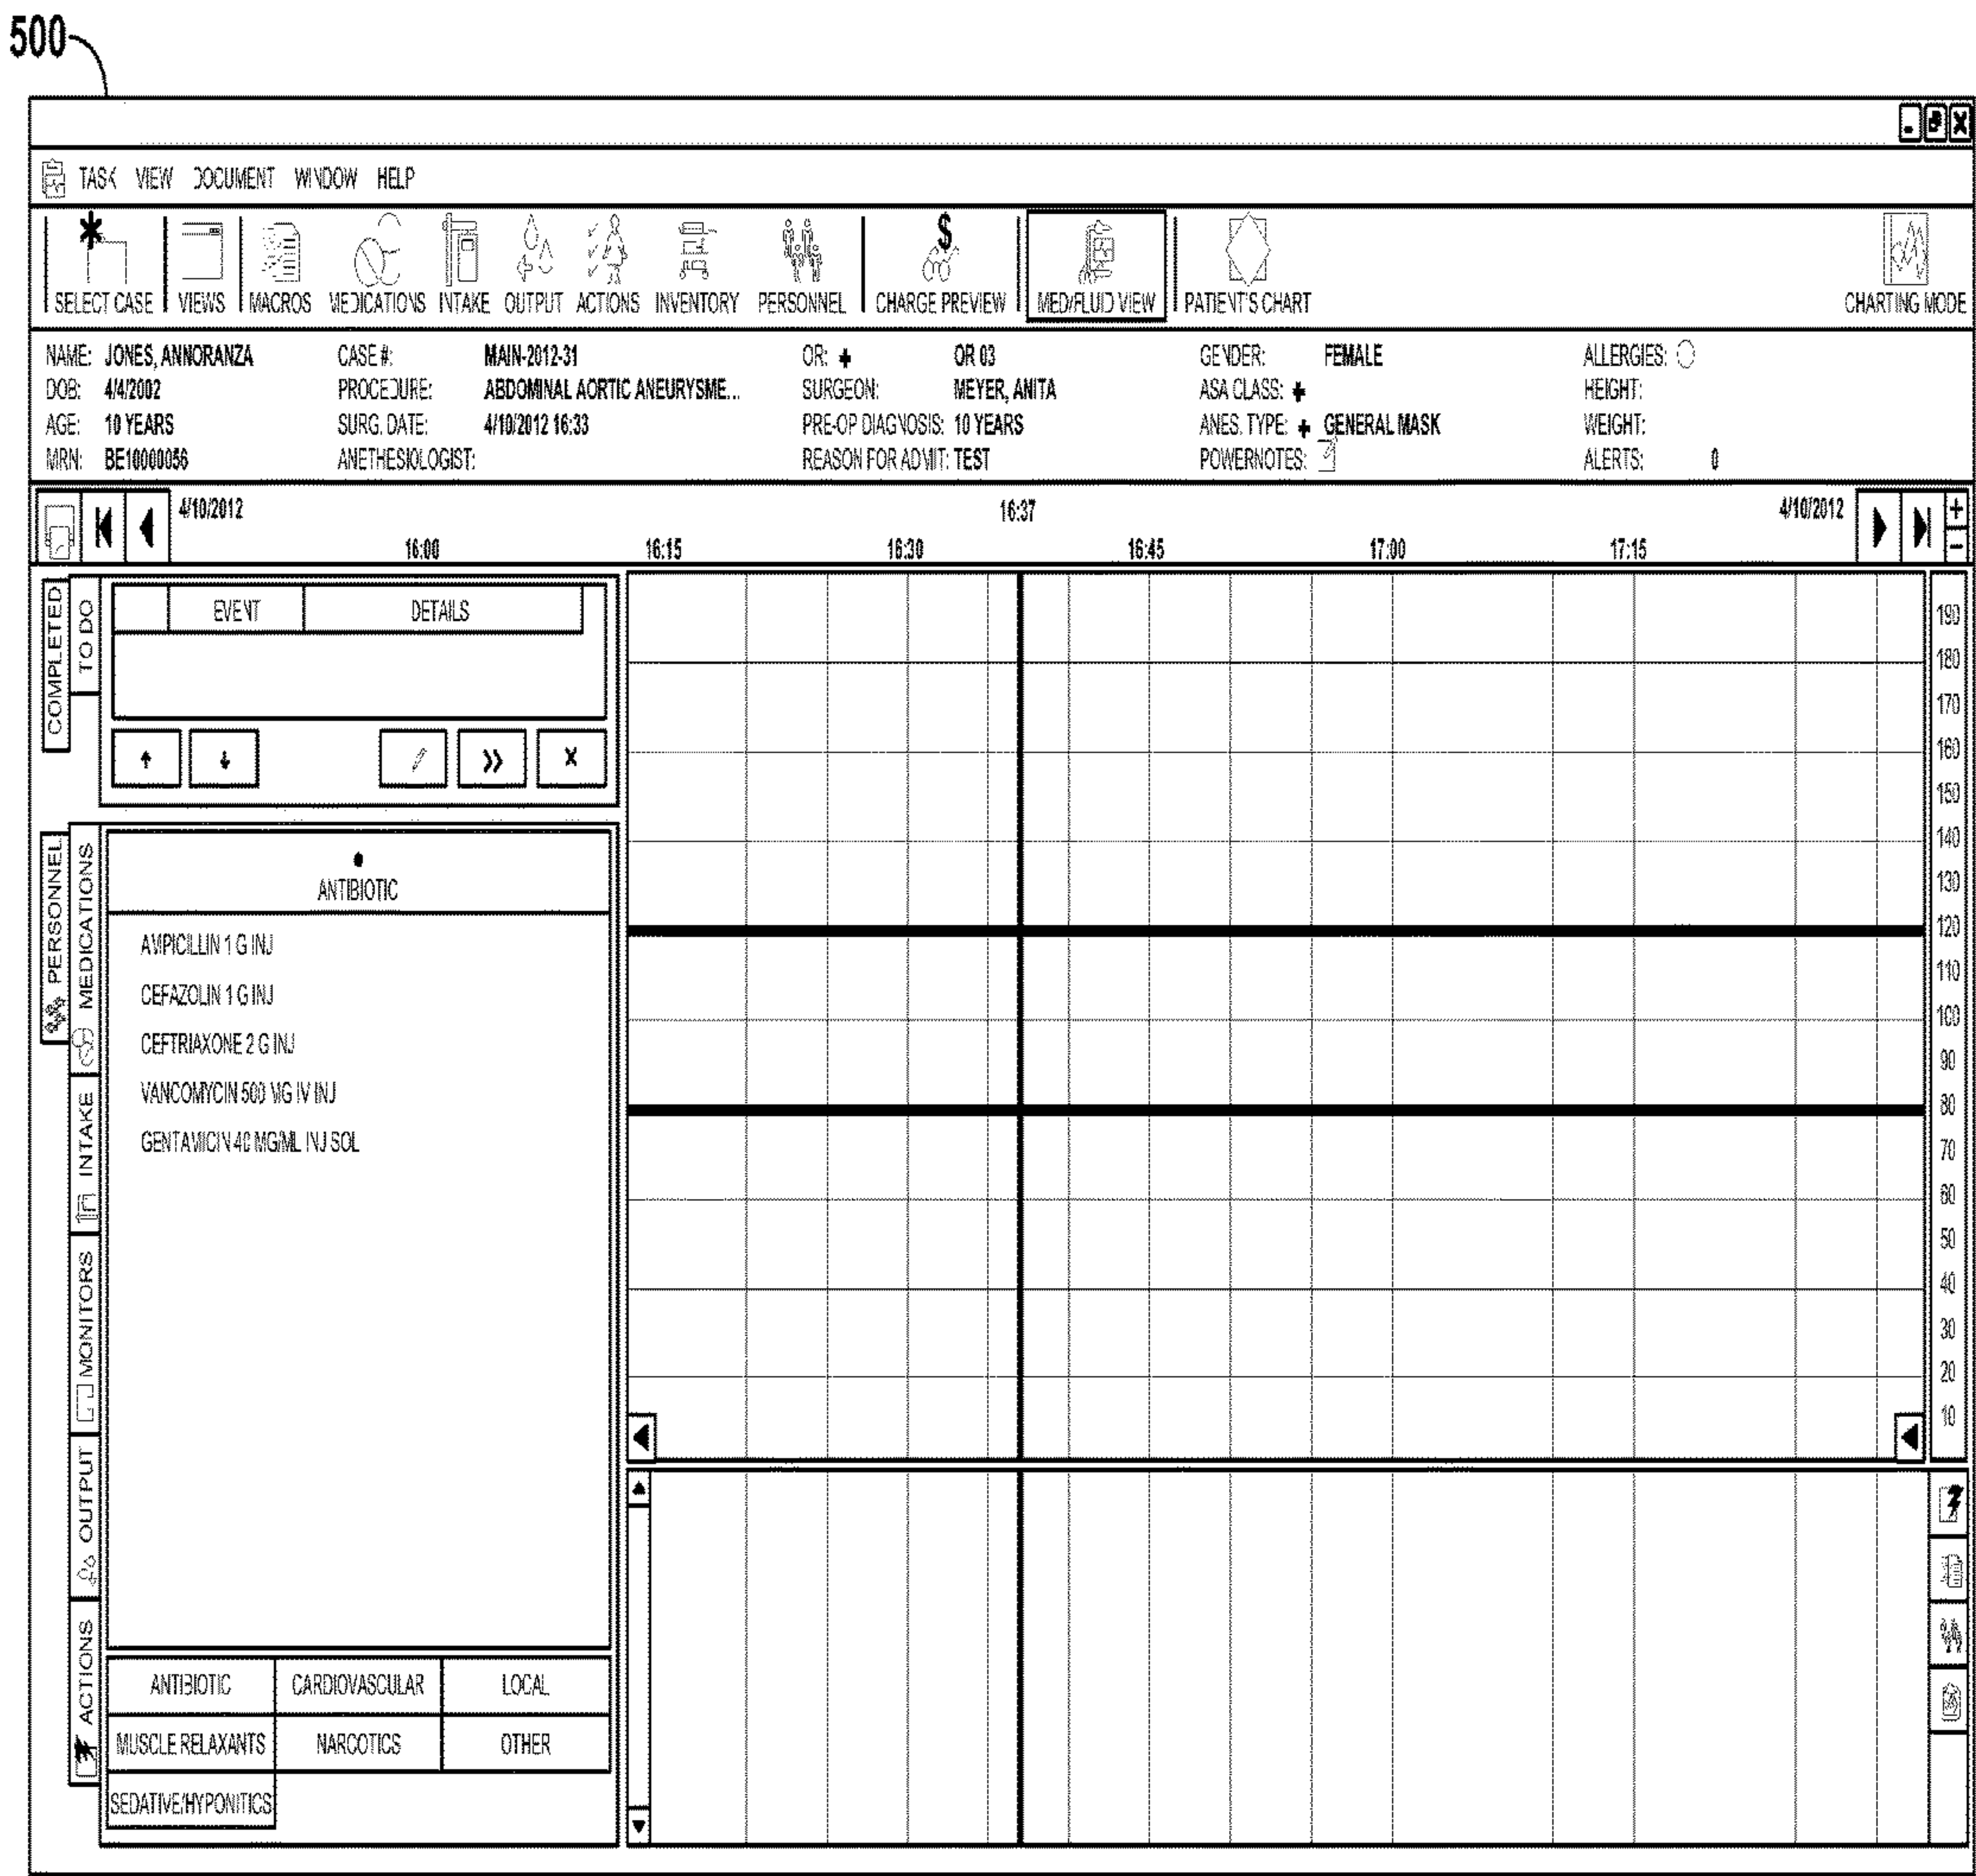 500
TASK VIEW DOCUMENT WINDOW HELP
SELECT CASE VIEWS MACROS MEDICATIONS INTAKE OUTPUT ACTIONS INVENTORY PERSONNEL $ CHARGE PREVIEW MED/FLUID VIEW PATIENT'S CHART CHARTING MODE
NAME: JONES, ANNORANZA CASE #: MAIN-2012-31 OR: OR 03 GENDER: FEMALE ALLERGIES:
DOB: 4/4/2002 PROCEDURE: ABDOMINAL AORTIC ANEURYSME... SURGEON: MEYER, ANITA ASA CLASS: HEIGHT:
AGE: 10 YEARS SURG. DATE: 4/10/2012 16:33 PRE-OP DIAGNOSIS: 10 YEARS ANES. TYPE: GENERAL MASK WEIGHT:
MRN: BE10000056 ANETHESIOLOGIST: REASON FOR ADMIT: TEST POWERNOTES: ALERTS: 0
4/10/2012 16:37 4/10/2012
16:00 16:15 16:30 16:45 17:00 17:15
COMPLETED
TO DO
EVENT DETAILS
PERSONNEL
MEDICATIONS
INTAKE
MONITORS
OUTPUT
ACTIONS
ANTIBIOTIC
AMPICILLIN 1 G INJ
CEFAZOLIN 1 G INJ
CEFTRIAXONE 2 G INJ
VANCOMYCIN 500 MG IV INJ
GENTAMICIN 40 MG/ML INJ SOL
ANTIBIOTIC CARDIOVASCULAR LOCAL
MUSCLE RELAXANTS NARCOTICS OTHER
SEDATIVE/HYPONITICS
190
180
170
160
150
140
130
120
110
100
90
80
70
60
50
40
30
20
10